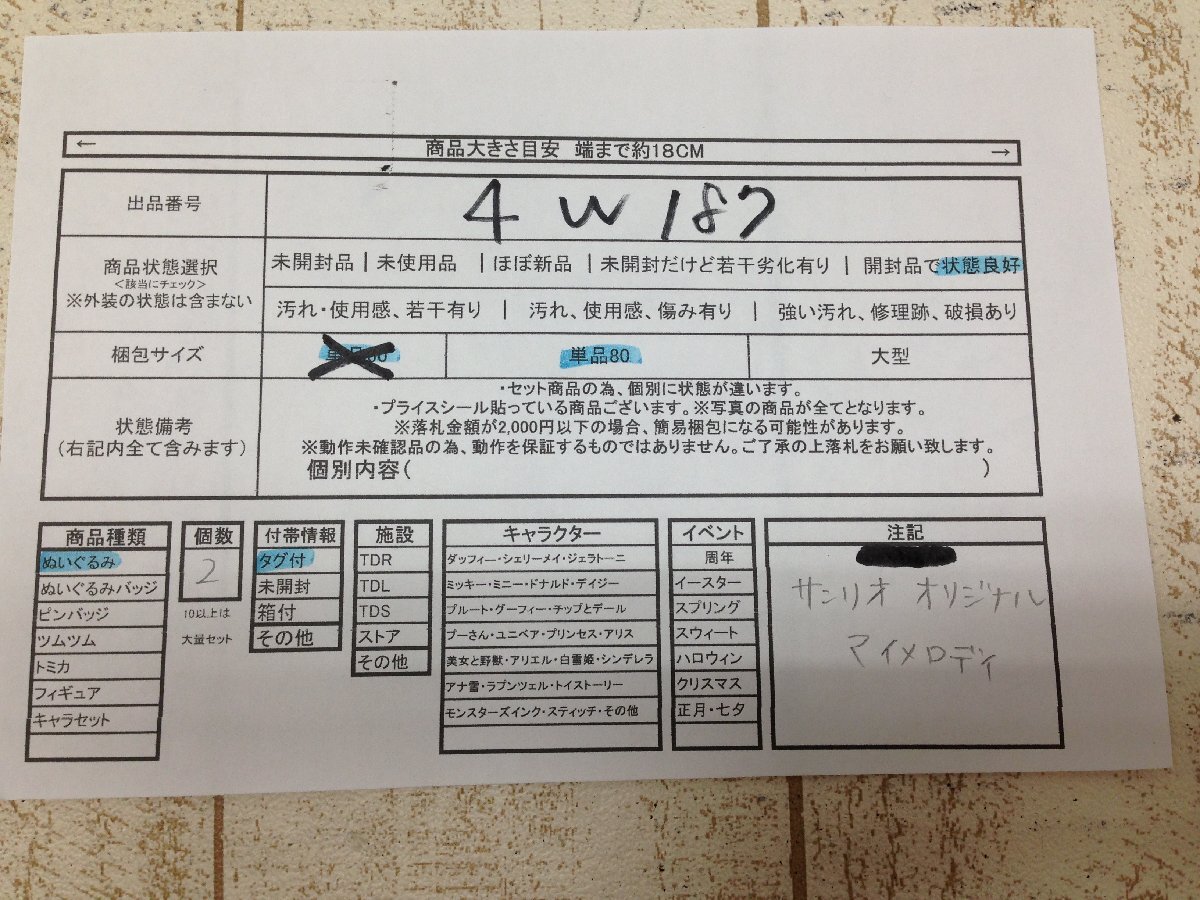 ← 商品大きさ目安 端まで約18CM →
出品番号 4 W 187
商品状態選択
<該当にチェック>
※外装の状態は含まない
未開封品 | 未使用品 | ほぼ新品 | 未開封だけど若干劣化有り | 開封品で状態良好
汚れ・使用感、若干有り | 汚れ、使用感、傷み有り | 強い汚れ、修理跡、破損あり
梱包サイズ 単品80 大型
状態備考
(右記内全て含みます)
・セット商品の為、個別に状態が違います。
・プライスシール貼っている商品ございます。※写真の商品が全てとなります。
※落札金額が2,000円以下の場合、簡易梱包になる可能性があります。
※動作未確認品の為、動作を保証するものではありません。ご了承の上落札をお願い致します。
個別内容( )
商品種類
ぬいぐるみ
ぬいぐるみバッジ
ピンバッジ
ツムツム
トミカ
フィギュア
キャラセット
個数
2
10以上は
大量セット
付帯情報
タグ付
未開封
箱付
その他
施設
TDR
TDL
TDS
ストア
その他
キャラクター
ダッフィー・シェリーメイ・ジェラトーニ
ミッキー・ミニー・ドナルド・デイジー
プルート・グーフィー・チップとデール
プーさん・ユニベア・プリンセス・アリス
美女と野獣・アリエル・白雪姫・シンデレラ
アナ雪・ラプンツェル・トイストーリー
モンスターズインク・スティッチ・その他
イベント
周年
イースター
スプリング
スウィート
ハロウィン
クリスマス
正月・七夕
注記
サンリオ オリジナル
マイメロディ